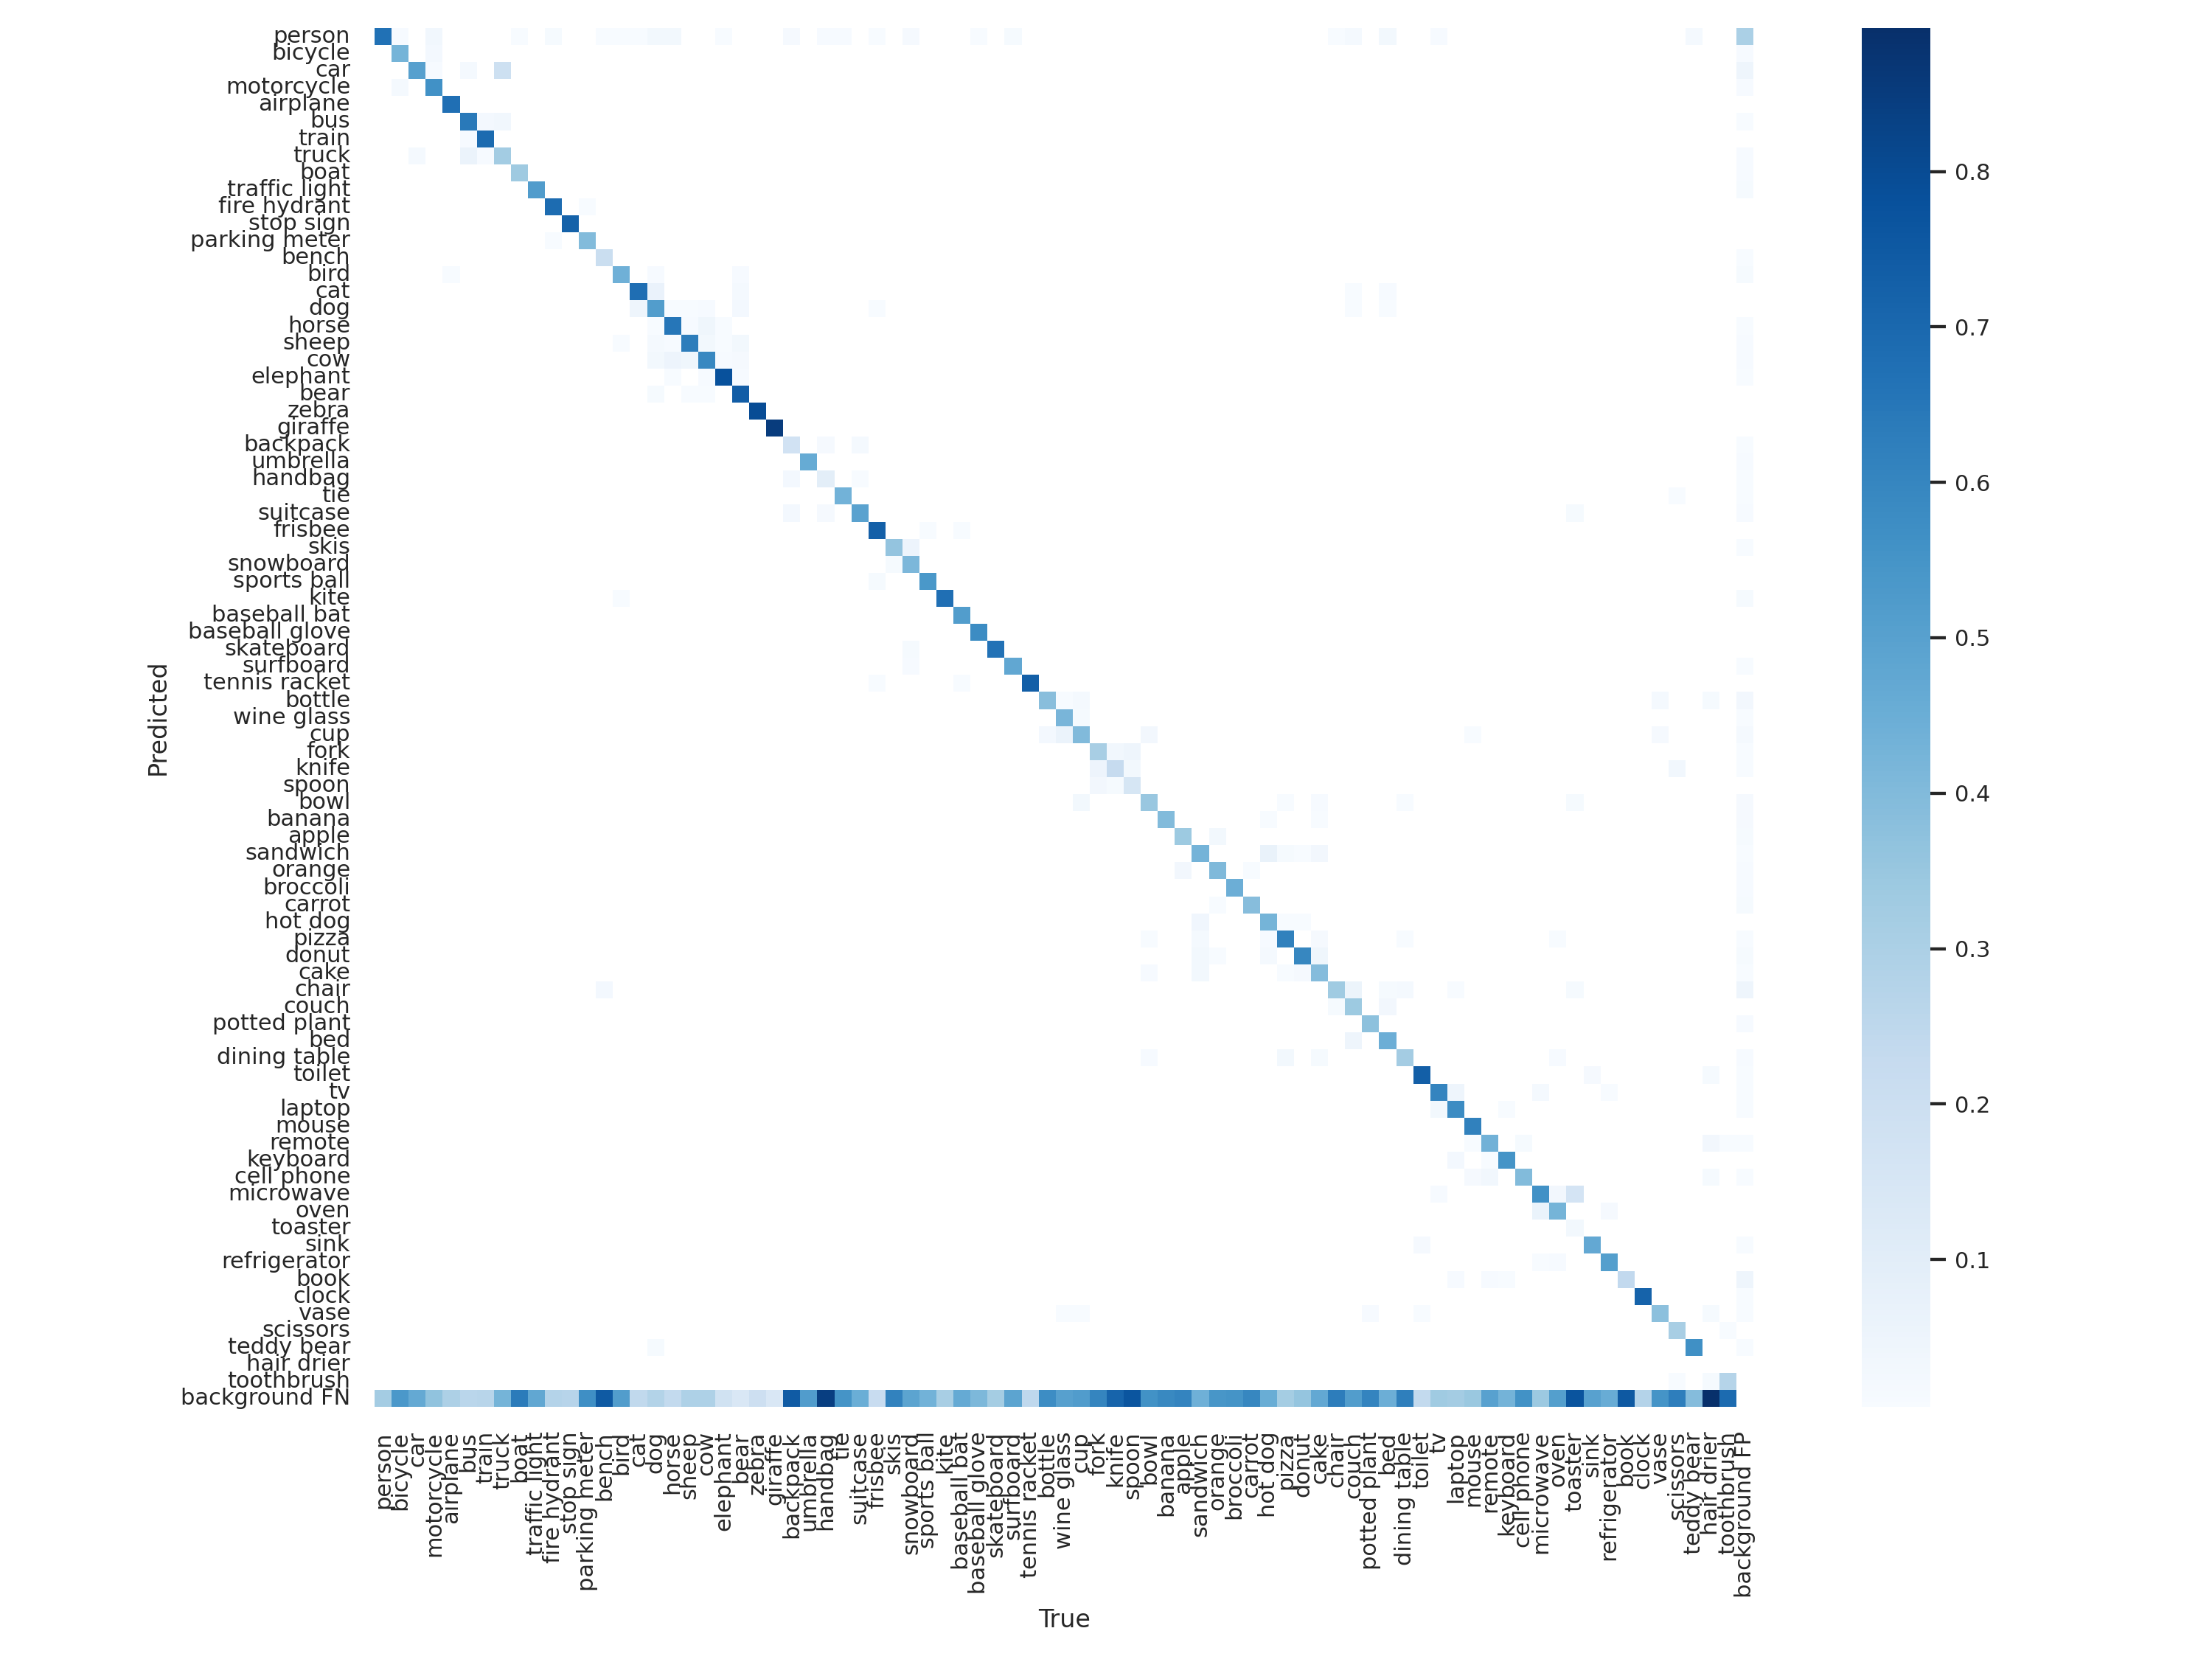 person
bicycle
car
motorcycle
airplane
bus
train
truck
boat
traffic light
fire hydrant
stop sign
parking meter
bench
bird
cat
dog
horse
sheep
cow
elephant
bear
zebra
giraffe
backpack
umbrella
handbag
tie
suitcase
frisbee
skis
snowboard
sports ball
kite
baseball bat
baseball glove
skateboard
surfboard
tennis racket
bottle
wine glass
cup
fork
knife
spoon
bowl
banana
apple
sandwich
orange
broccoli
carrot
hot dog
pizza
donut
cake
chair
couch
potted plant
bed
dining table
toilet
tv
laptop
mouse
remote
keyboard
cell phone
microwave
oven
toaster
sink
refrigerator
book
clock
vase
scissors
teddy bear
hair drier
toothbrush
background FN
Predicted
person
bicycle
car
motorcycle
airplane
bus
train
truck
boat
traffic light
fire hydrant
stop sign
parking meter
bench
bird
cat
dog
horse
sheep
cow
elephant
bear
zebra
giraffe
backpack
umbrella
handbag
tie
suitcase
frisbee
skis
snowboard
sports ball
kite
baseball bat
baseball glove
skateboard
surfboard
tennis racket
bottle
wine glass
cup
fork
knife
spoon
bowl
banana
apple
sandwich
orange
broccoli
carrot
hot dog
pizza
donut
cake
chair
couch
potted plant
bed
dining table
toilet
tv
laptop
mouse
remote
keyboard
cell phone
microwave
oven
toaster
sink
refrigerator
book
clock
vase
scissors
teddy bear
hair drier
toothbrush
background FP
True
0.8
0.7
0.6
0.5
0.4
0.3
0.2
0.1